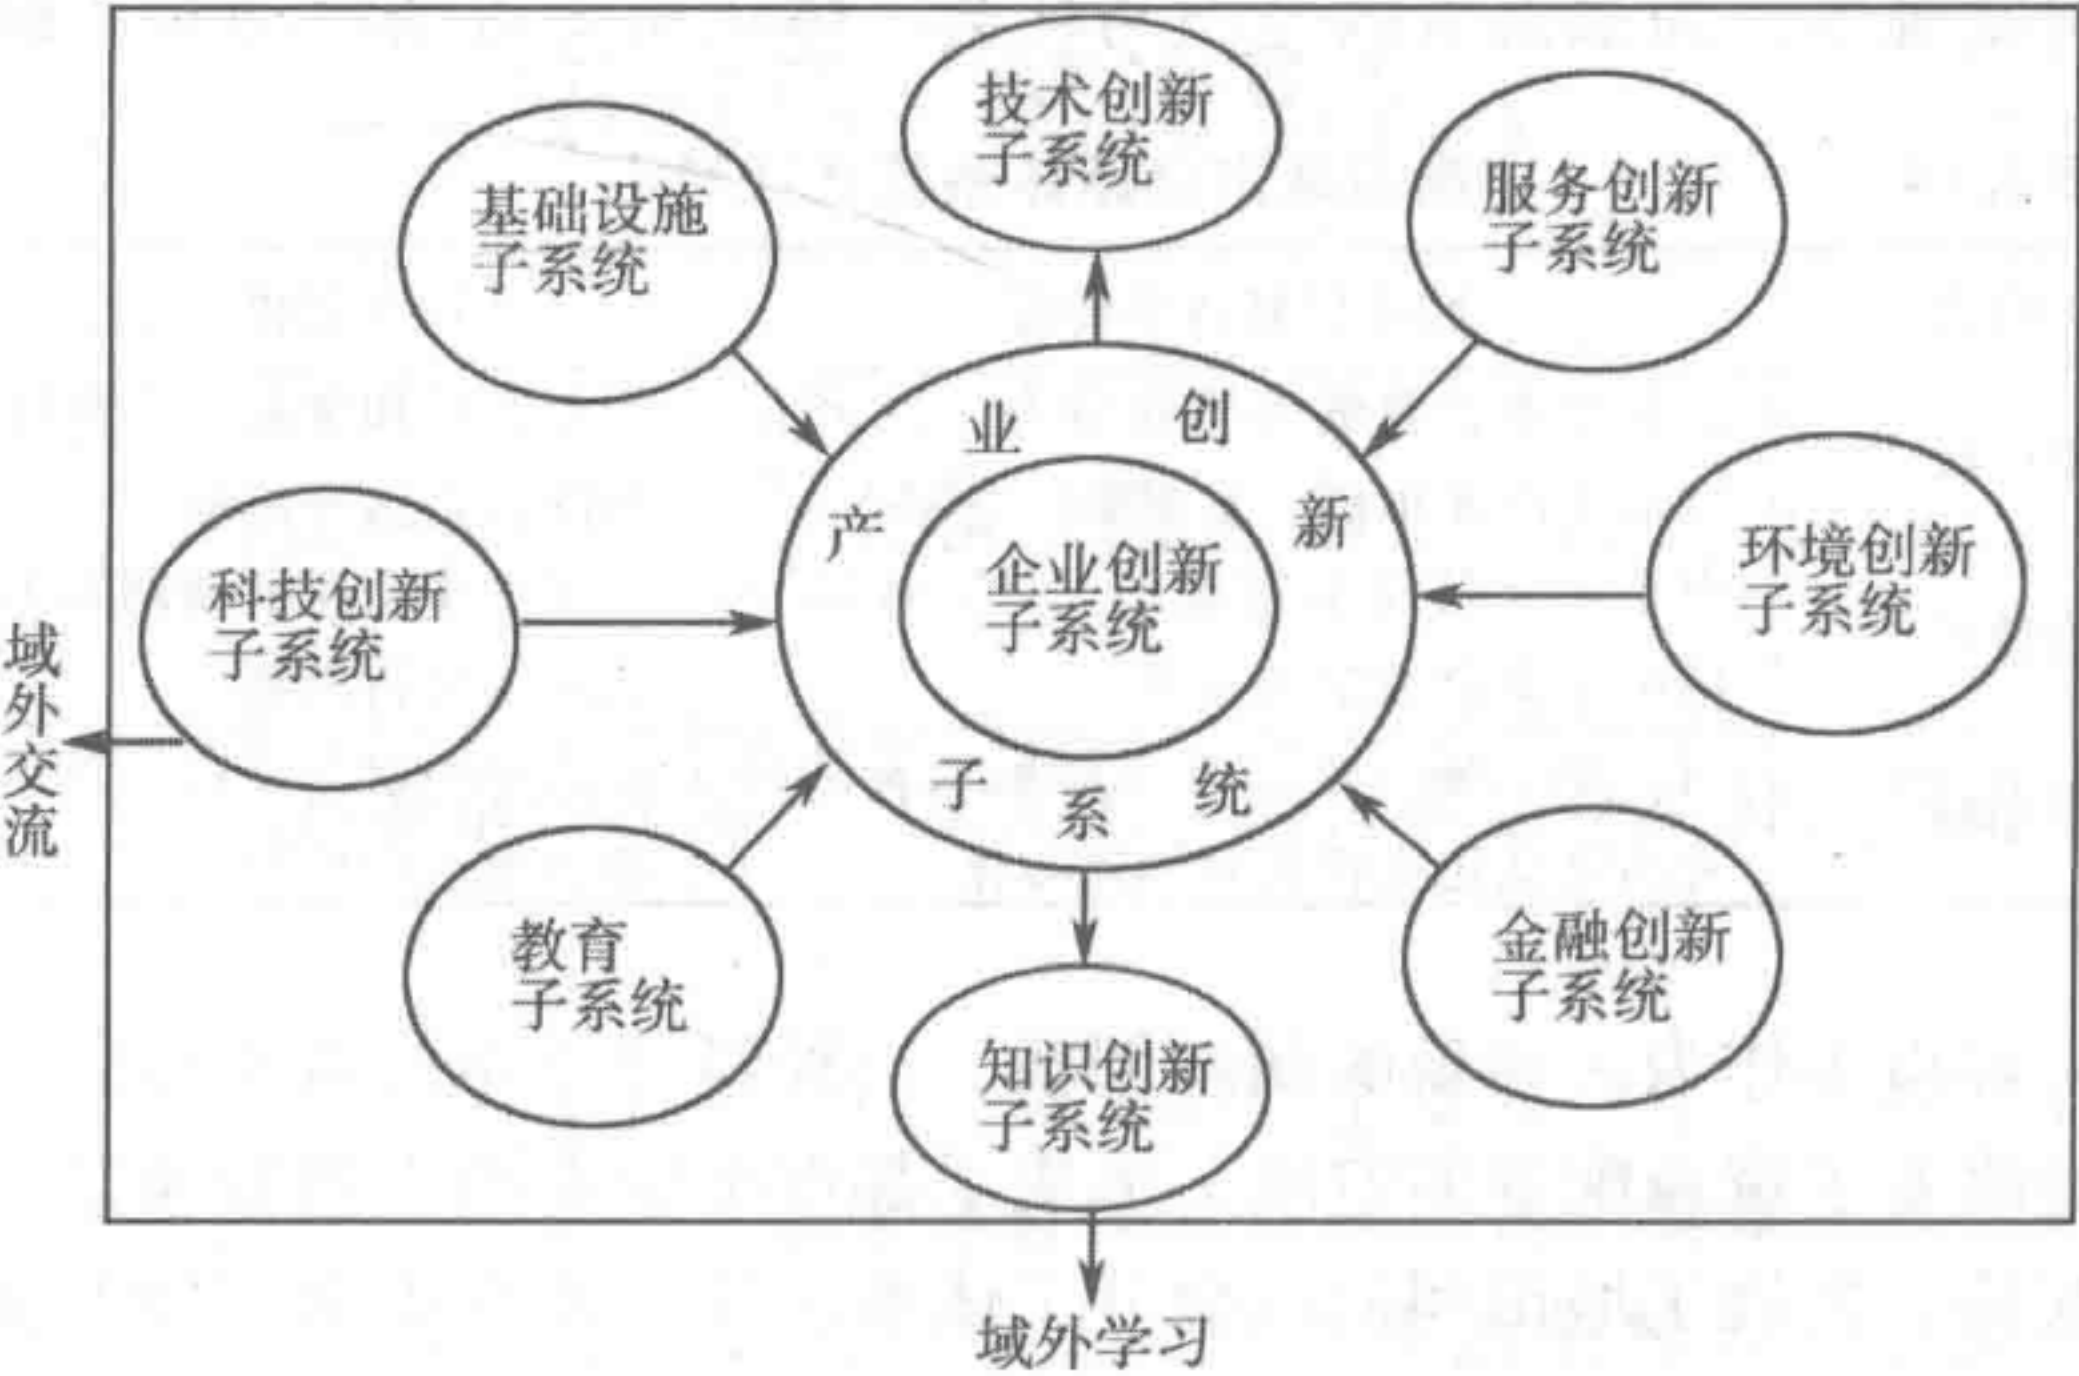 技术创新
子系统
基础设施
子系统
服务创新
子系统
产业创新
企业创新
子系统
环境创新
子系统
科技创新
子系统
域外交流
子系统
教育
子系统
金融创新
子系统
知识创新
子系统
域外学习